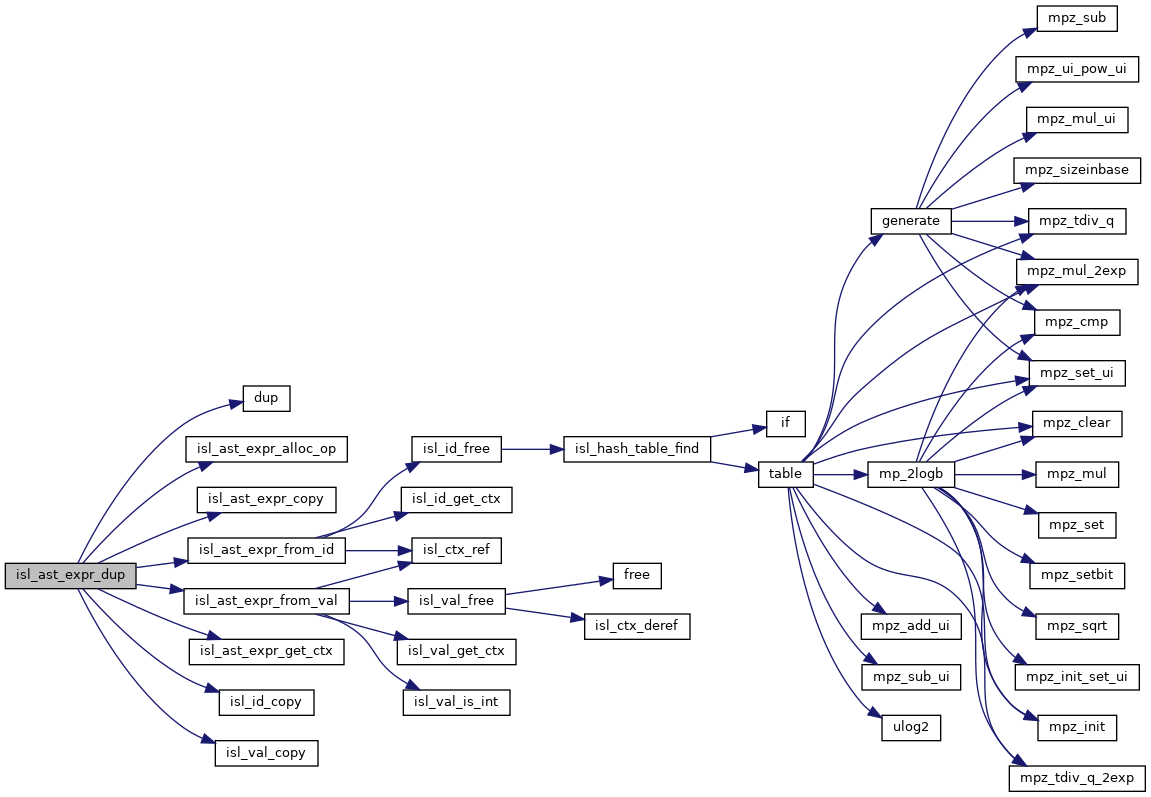 mpz_sub
mpz_ui_pow_ui
mpz_mul_ui
mpz_sizeinbase
generate
mpz_tdiv_q
mpz_mul_2exp
mpz_cmp
mpz_set_ui
dup
if
mpz_clear
isl_ast_expr_alloc_op
isl_id_free
isl_hash_table_find
table
mp_2logb
mpz_mul
isl_ast_expr_copy
isl_id_get_ctx
mpz_set
isl_ast_expr_from_id
isl_ctx_ref
isl_ast_expr_dup
free
mpz_setbit
isl_ast_expr_from_val
isl_val_free
isl_ctx_deref
mpz_add_ui
mpz_sqrt
isl_ast_expr_get_ctx
isl_val_get_ctx
mpz_sub_ui
mpz_init_set_ui
isl_id_copy
isl_val_is_int
ulog2
mpz_init
isl_val_copy
mpz_tdiv_q_2exp